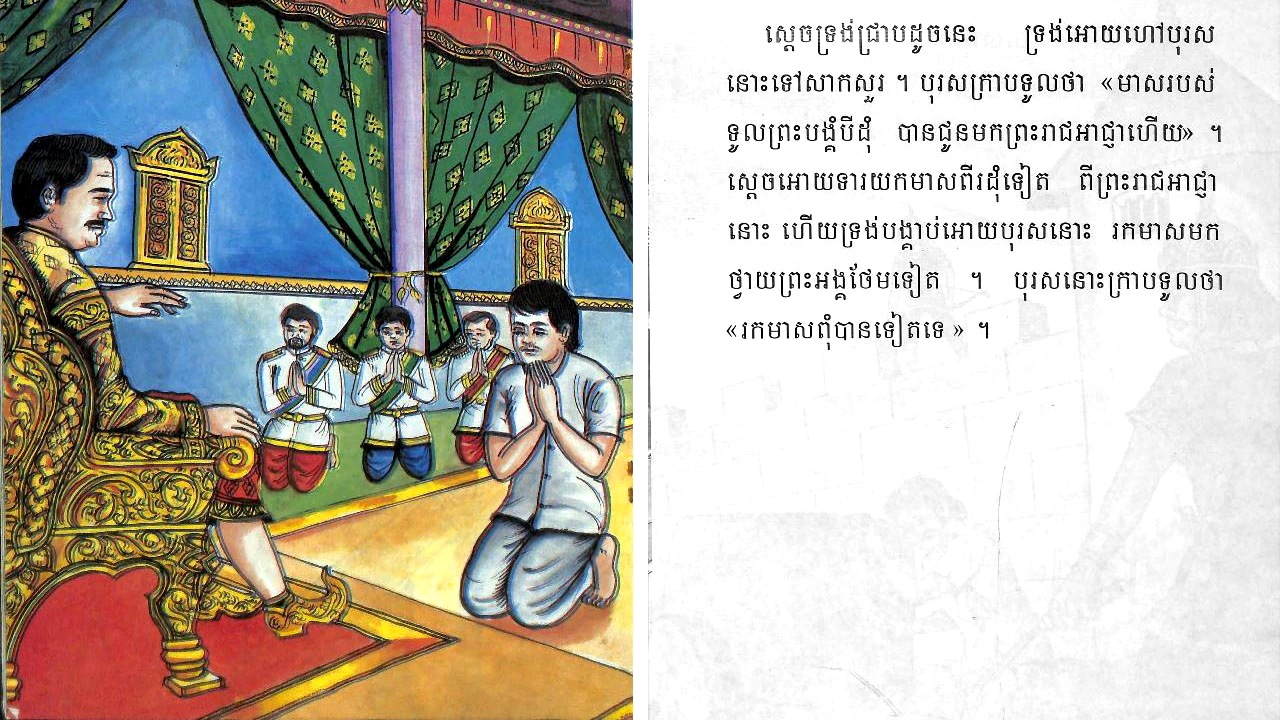 ស្ដេចទ្រង់ជ្រាបដូចនេះ ទ្រង់អោយហៅបុរស
នោះទៅសាកសួរ ។ បុរសក្រាបទូលថា «មាសរបស់
ទូលព្រះបង្គំបីដុំ បានជូនមកព្រះរាជអាជ្ញាហើយ» ។
ស្ដេចអោយទារយកមាសពីរដុំទៀត ពីព្រះរាជអាជ្ញា
នោះ ហើយទ្រង់បង្គាប់អោយបុរសនោះ រកមាសមក
ថ្វាយព្រះអង្គថែមទៀត ។ បុរសនោះក្រាបទូលថា
«រកមាសពុំបានទៀតទេ » ។